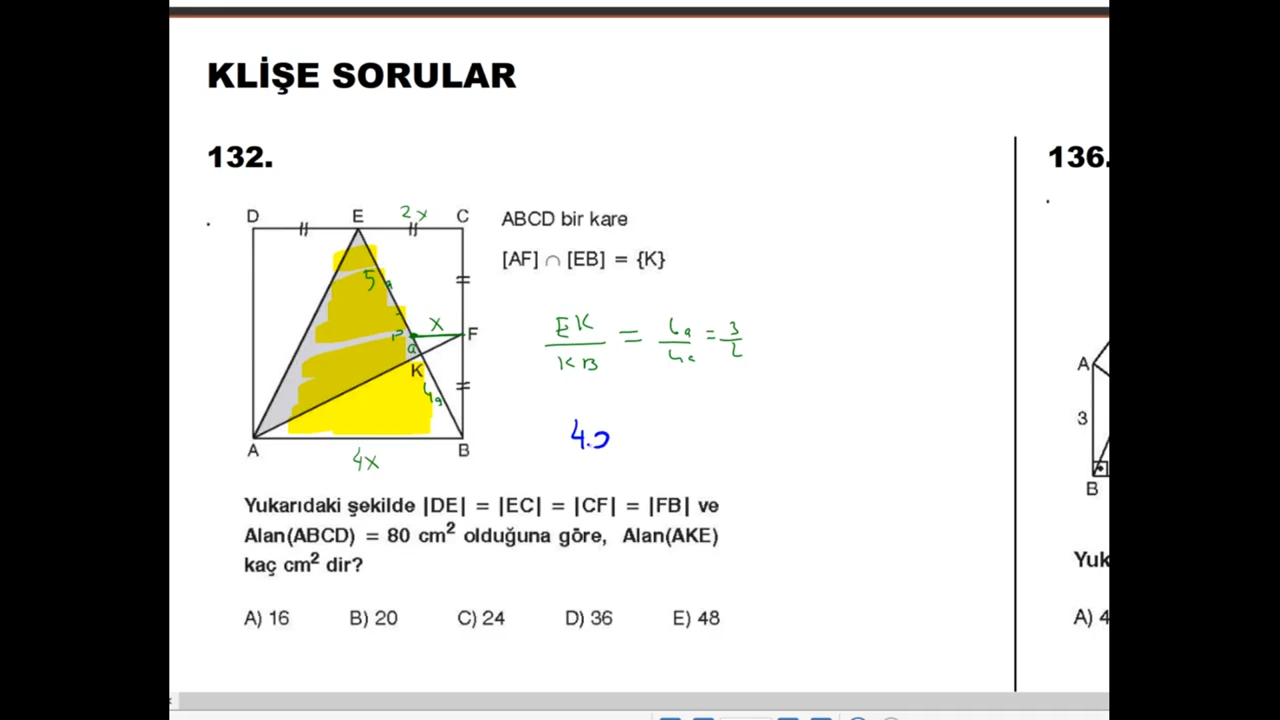 KLİŞE SORULAR
132.
136.
D E 2x C
ABCD bir kare
[AF] ∩ [EB] = {K}
5a
x
P
F
a
K
EK/KB = 6a/4a = 3/2
4a
4.
A B
4x
A
3
B
Yukarıdaki şekilde |DE| = |EC| = |CF| = |FB| ve
Alan(ABCD) = 80 cm² olduğuna göre, Alan(AKE)
kaç cm² dir?
Yuk
A) 16 B) 20 C) 24 D) 36 E) 48
A) 4